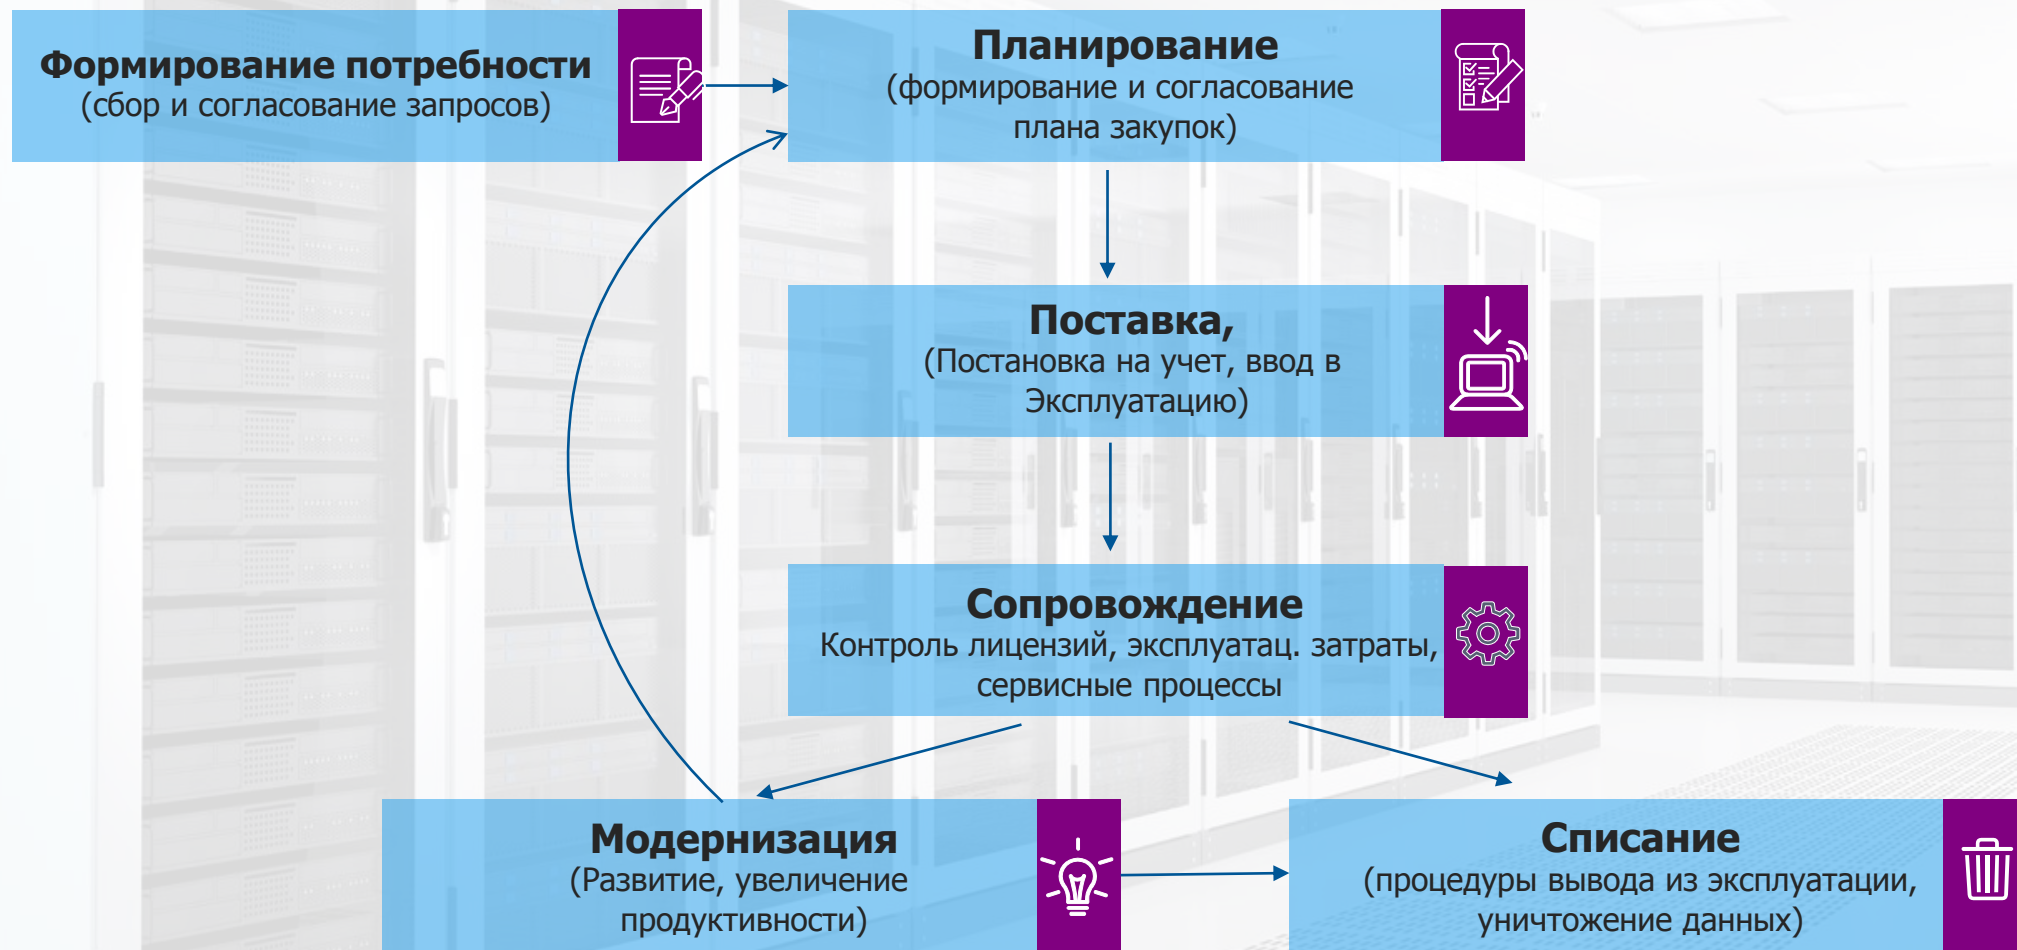 Формирование потребности
(сбор и согласование запросов)
Планирование
(формирование и согласование
плана закупок)
Поставка,
(Постановка на учет, ввод в
Эксплуатацию)
Сопровождение
Контроль лицензий, эксплуатац. затраты,
сервисные процессы
Модернизация
(Развитие, увеличение
продуктивности)
Списание
(процедуры вывода из эксплуатации,
уничтожение данных)